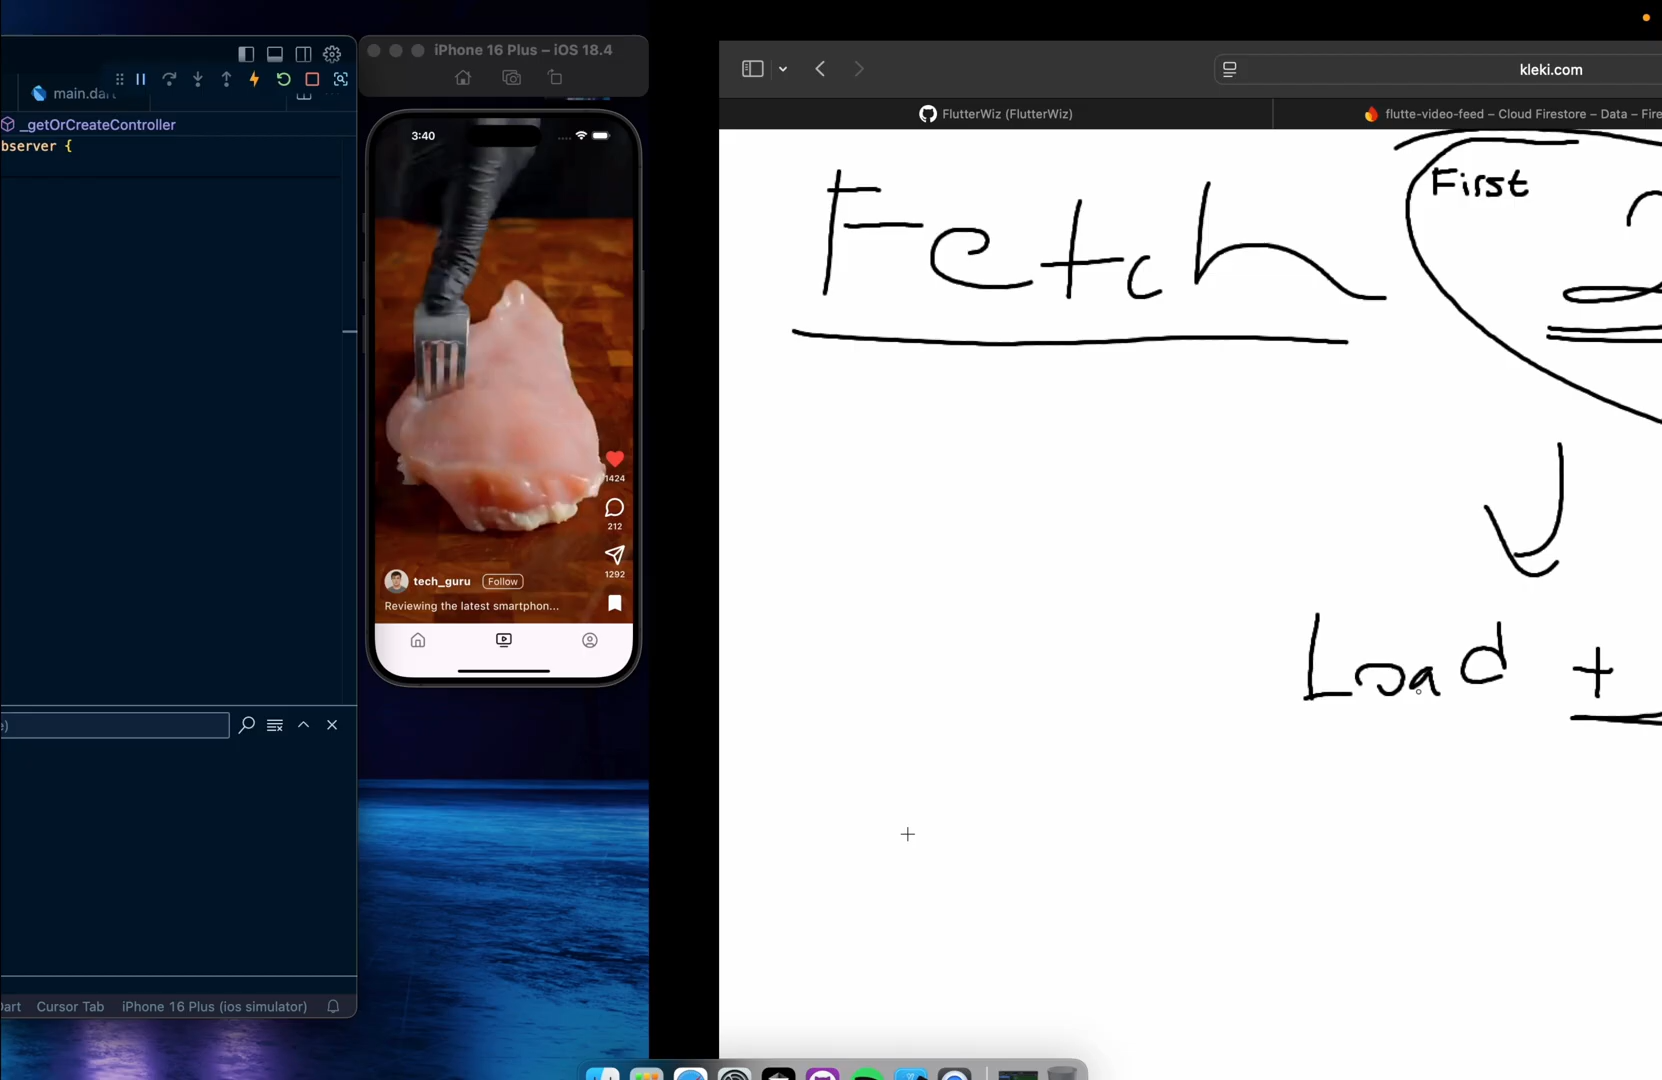 iPhone 16 Plus – iOS 18.4
main.dart
_getOrCreateController
bserver {
3:40
1424
212
1292
tech_guru
Follow
Reviewing the latest smartphon...
e)
Dart
Cursor Tab
iPhone 16 Plus (ios simulator)
kleki.com
FlutterWiz (FlutterWiz)
flutte-video-feed – Cloud Firestore – Data – Fire
First
Fetch
Load +